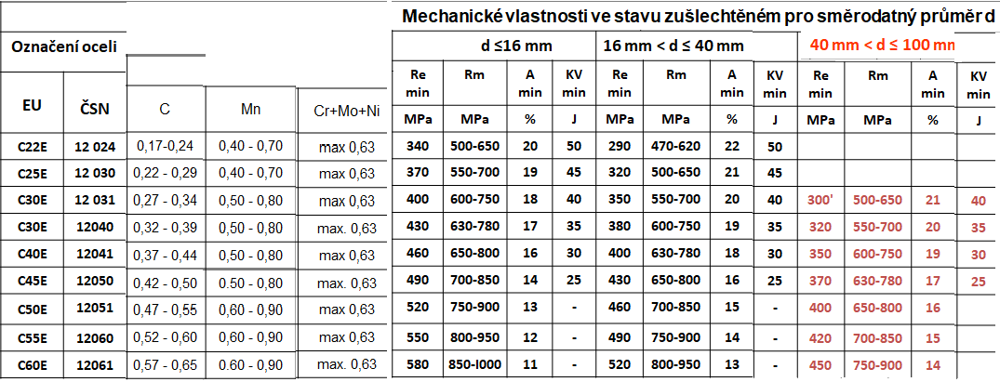 Mechanické vlastnosti ve stavu zušlechtěném pro směrodatný průměr d
Označení oceli d ≤16 mm 16 mm < d ≤ 40 mm 40 mm < d ≤ 100 mm
EU ČSN C Mn Cr+Mo+Ni Re min Rm A min KV min Re min Rm A min KV min Re min Rm A min KV min
MPa MPa % J MPa MPa % J MPa MPa % J
C22E 12 024 0,17-0,24 0,40 - 0,70 max 0,63 340 500-650 20 50 290 470-620 22 50
C25E 12 030 0,22 - 0,29 0,40 - 0,70 max 0,63 370 550-700 19 45 320 500-650 21 45
C30E 12 031 0,27 - 0,34 0,50 - 0,80 max 0,63 400 600-750 18 40 350 550-700 20 40 300' 500-650 21 40
C30E 12040 0,32 - 0,39 0,50 - 0,80 max. 0,63 430 630-780 17 35 380 600-750 19 35 320 550-700 20 35
C40E 12041 0,37 - 0,44 0,50 - 0,80 max 0,63 460 650-800 16 30 400 630-780 18 30 350 600-750 19 30
C45E 12050 0,42 - 0,50 0.50 - 0,80 max. 0,63 490 700-850 14 25 430 650-800 16 25 370 630-780 17 25
C50E 12051 0,47 - 0,55 0.60 - 0,90 max 0,63 520 750-900 13 - 460 700-850 15 - 400 650-800 16
C55E 12060 0,52 - 0,60 0,60 - 0,90 max 0,63 550 800-950 12 - 490 750-900 14 - 420 700-850 15
C60E 12061 0,57 - 0,65 0.60 - 0,90 max 0,63 580 850-l000 11 - 520 800-950 13 - 450 750-900 14